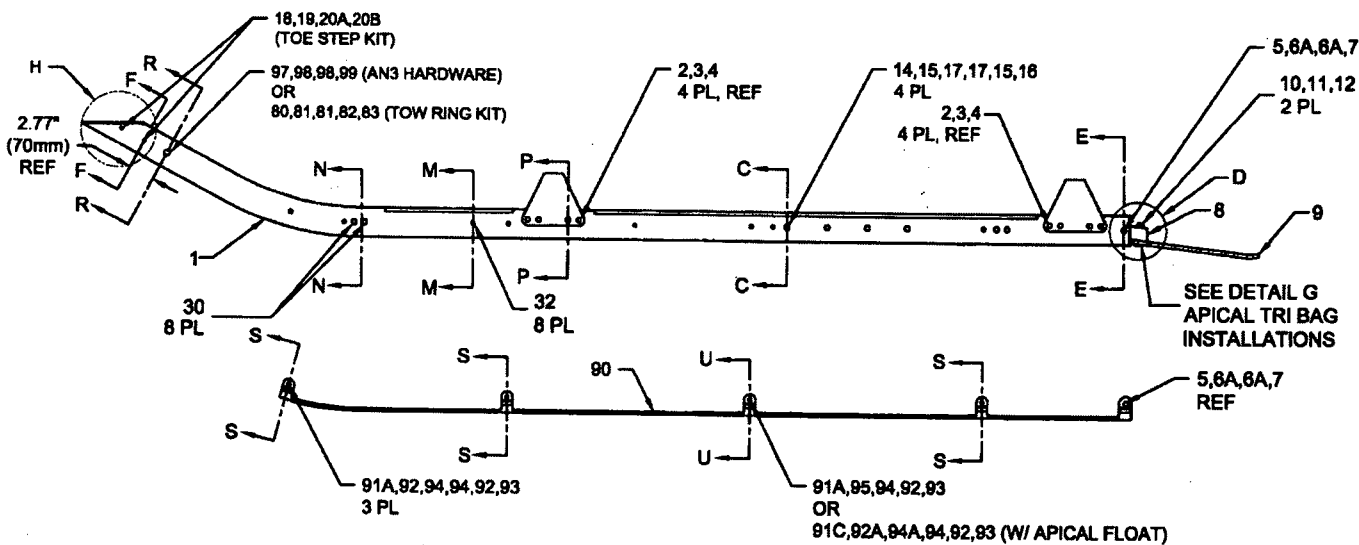 18,19,20A,20B
(TOE STEP KIT)
H
R
F
97,98,98,99 (AN3 HARDWARE)
OR
80,81,81,82,83 (TOW RING KIT)
2.77"
(70mm)
REF
F
R
1
2,3,4
4 PL, REF
14,15,17,17,15,16
4 PL
2,3,4
4 PL, REF
5,6A,6A,7
10,11,12
2 PL
D
8
9
N
M
P
C
E
N
M
P
C
E
30
8 PL
32
8 PL
SEE DETAIL G
APICAL TRI BAG
INSTALLATIONS
S
S
U
S
90
5,6A,6A,7
REF
S
S
U
S
91A,92,94,94,92,93
3 PL
91A,95,94,92,93
OR
91C,92A,94A,94,92,93 (W/ APICAL FLOAT)